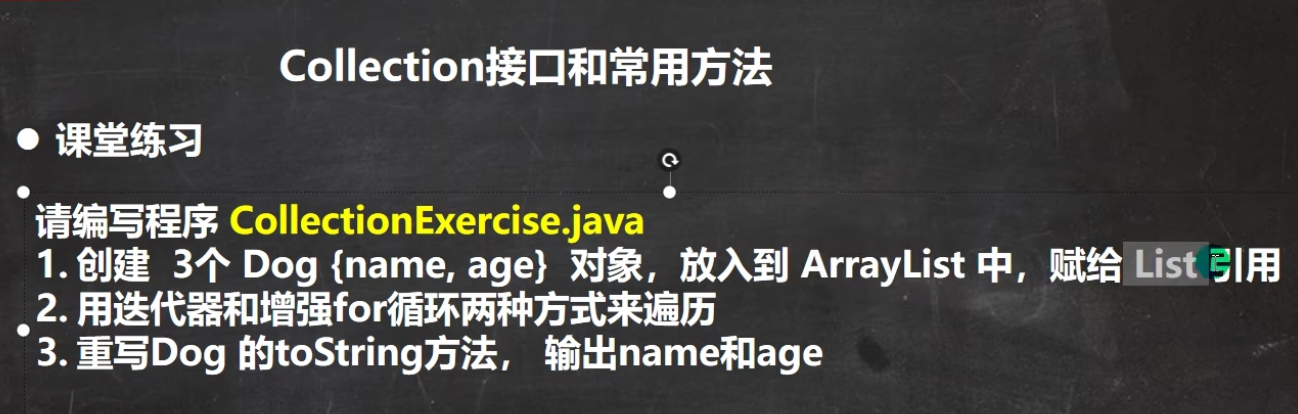 Collection接口和常用方法
课堂练习
请编写程序 CollectionExercise.java
1. 创建 3个 Dog {name, age} 对象，放入到 ArrayList 中，赋给 List 引用
2. 用迭代器和增强for循环两种方式来遍历
3. 重写Dog 的toString方法， 输出name和age